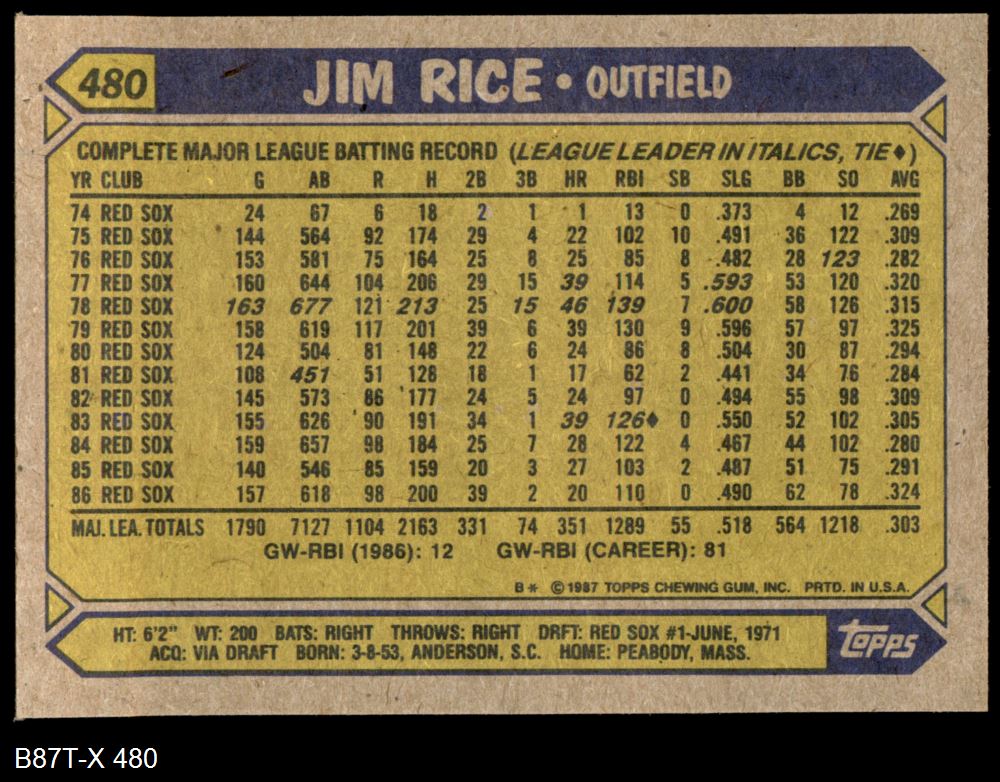 480 JIM RICE • OUTFIELD
COMPLETE MAJOR LEAGUE BATTING RECORD (LEAGUE LEADER IN ITALICS, TIE♦)
YR CLUB G AB R H 2B 3B HR RBI SB SLG BB SO AVG
74 RED SOX 24 67 6 18 2 1 1 13 0 .373 4 12 .269
75 RED SOX 144 564 92 174 29 4 22 102 10 .491 36 122 .309
76 RED SOX 153 581 75 164 25 8 25 85 8 .482 28 123 .282
77 RED SOX 160 644 104 206 29 15 39 114 5 .593 53 120 .320
78 RED SOX 163 677 121 213 25 15 46 139 7 .600 58 126 .315
79 RED SOX 158 619 117 201 39 6 39 130 9 .596 57 97 .325
80 RED SOX 124 504 81 148 22 6 24 86 8 .504 30 87 .294
81 RED SOX 108 451 51 128 18 1 17 62 2 .441 34 76 .284
82 RED SOX 145 573 86 177 24 5 24 97 0 .494 55 98 .309
83 RED SOX 155 626 90 191 34 1 39 126♦ 0 .550 52 102 .305
84 RED SOX 159 657 98 184 25 7 28 122 4 .467 44 102 .280
85 RED SOX 140 546 85 159 20 3 27 103 2 .487 51 75 .291
86 RED SOX 157 618 98 200 39 2 20 110 0 .490 62 78 .324
MAJ. LEA. TOTALS 1790 7127 1104 2163 331 74 351 1289 55 .518 564 1218 .303
GW-RBI (1986): 12 GW-RBI (CAREER): 81
B* ©1987 TOPPS CHEWING GUM, INC. PRTD. IN U.S.A.
HT: 6'2" WT: 200 BATS: RIGHT THROWS: RIGHT DRFT: RED SOX #1-JUNE, 1971
ACQ: VIA DRAFT BORN: 3-8-53, ANDERSON, S.C. HOME: PEABODY, MASS.
TOPPS
B87T-X 480